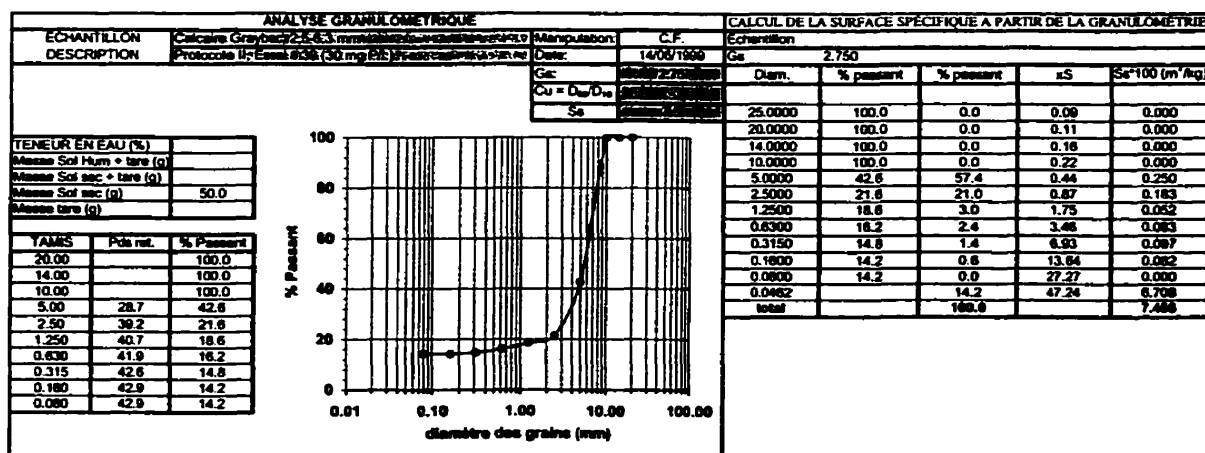 ANALYSE GRANULOMÉTRIQUE
ÉCHANTILLON Calcaire Graybec 2,5-6,3 mm Manipulation: C.F.
DESCRIPTION Protocole II; Essai #39 (30 mg P/L) Date: 14/06/1999
Gs:
Cu = D60/D10
Ss
TENEUR EN EAU (%)
Masse Sol Hum + tare (g)
Masse Sol sec + tare (g)
Masse Sol sec (g) 50.0
Masse tare (g)
TAMIS Pds ret. % Passant
20.00 100.0
14.00 100.0
10.00 100.0
5.00 28.7 42.6
2.50 39.2 21.6
1.250 40.7 18.6
0.630 41.9 16.2
0.315 42.6 14.8
0.160 42.9 14.2
0.080 42.9 14.2
% Passant
100
80
60
40
20
0
0.01 0.10 1.00 10.00 100.00
diamètre des grains (mm)
CALCUL DE LA SURFACE SPÉCIFIQUE A PARTIR DE LA GRANULOMÉTRIE
Echantillon
Gs 2.750
Diam. % passant % passant xS Ss*100 (m²/kg)
25.0000 100.0 0.0 0.09 0.000
20.0000 100.0 0.0 0.11 0.000
14.0000 100.0 0.0 0.16 0.000
10.0000 100.0 0.0 0.22 0.000
5.0000 42.6 57.4 0.44 0.250
2.5000 21.6 21.0 0.87 0.183
1.2500 18.6 3.0 1.75 0.052
0.6300 16.2 2.4 3.46 0.083
0.3150 14.8 1.4 6.93 0.097
0.1600 14.2 0.6 13.64 0.082
0.0800 14.2 0.0 27.27 0.000
0.0462 14.2 47.24 6.708
total 7.456